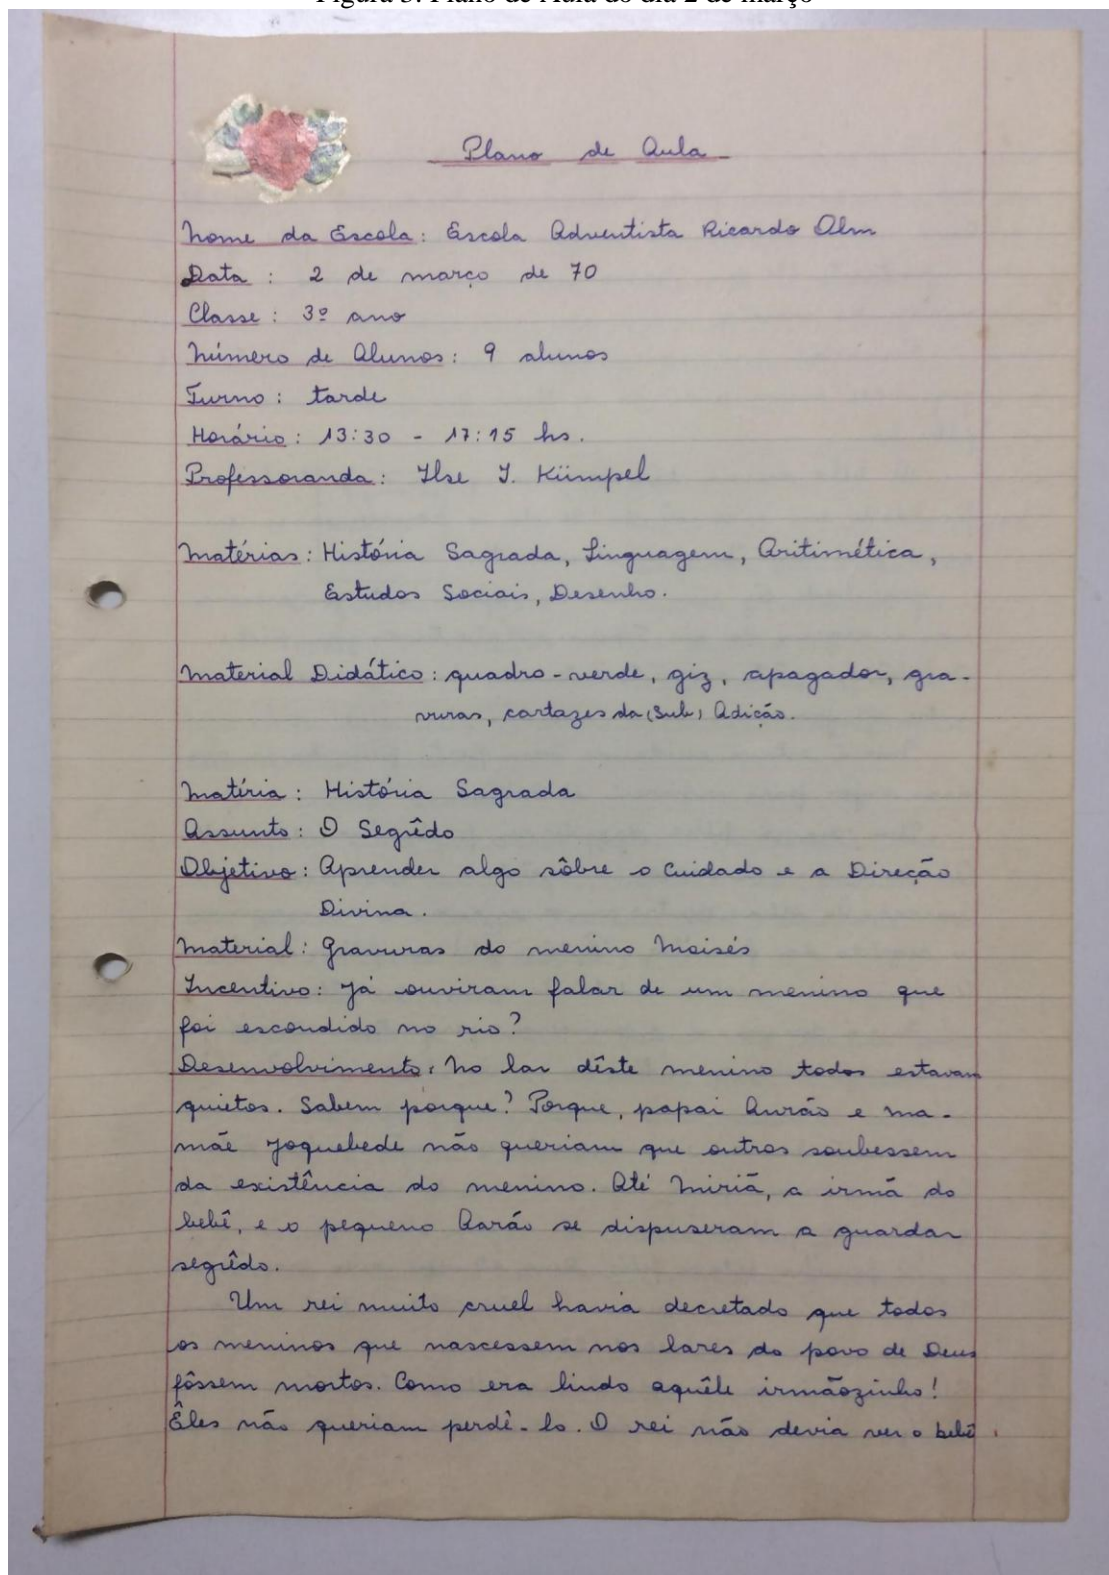 Figura 3: Plano de Aula do dia 2 de março
Plano de Aula
Nome da Escola: Escola Adventista Ricardo Olm
Data: 2 de março de 70
Classe: 3º ano
Número de Alunos: 9 alunos
Turno: tarde
Horário: 13:30 - 17:15 hs.
Professoranda: Ilse I. Kümpel
Matérias: História Sagrada, Linguagem, Aritimética,
Estudos Sociais, Desenho.
Material Didático: quadro-verde, giz, apagador, gra-
vuras, cartazes da (Sub) Adição.
Matéria: História Sagrada
Assunto: O Segrêdo
Objetivo: Aprender algo sôbre o Cuidado e a Direção
Divina.
Material: Gravuras do menino Moisés
Incentivo: Já ouviram falar de um menino que
foi escondido no rio?
Desenvolvimento: No lar dêste menino todos estavam
quietos. Sabem porque? Porque, papai Anrão e ma-
mãe Joquebede não queriam que outros soubessem
da existência do menino. Até Miriã, a irmã do
bebê, e o pequeno Aarão se dispuseram a guardar
segrêdo.
Um rei muito cruel havia decretado que todos
os meninos que nascessem nos lares do povo de Deus
fôssem mortos. Como era lindo aquêle irmãozinho!
Êles não queriam perdê-lo. O rei não devia ver o bebê.